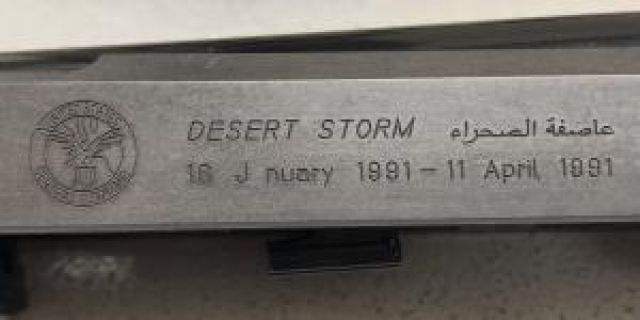 DESERT STORM عاصفة الصحراء
16 J nuary 1991 - 11 April, 1991